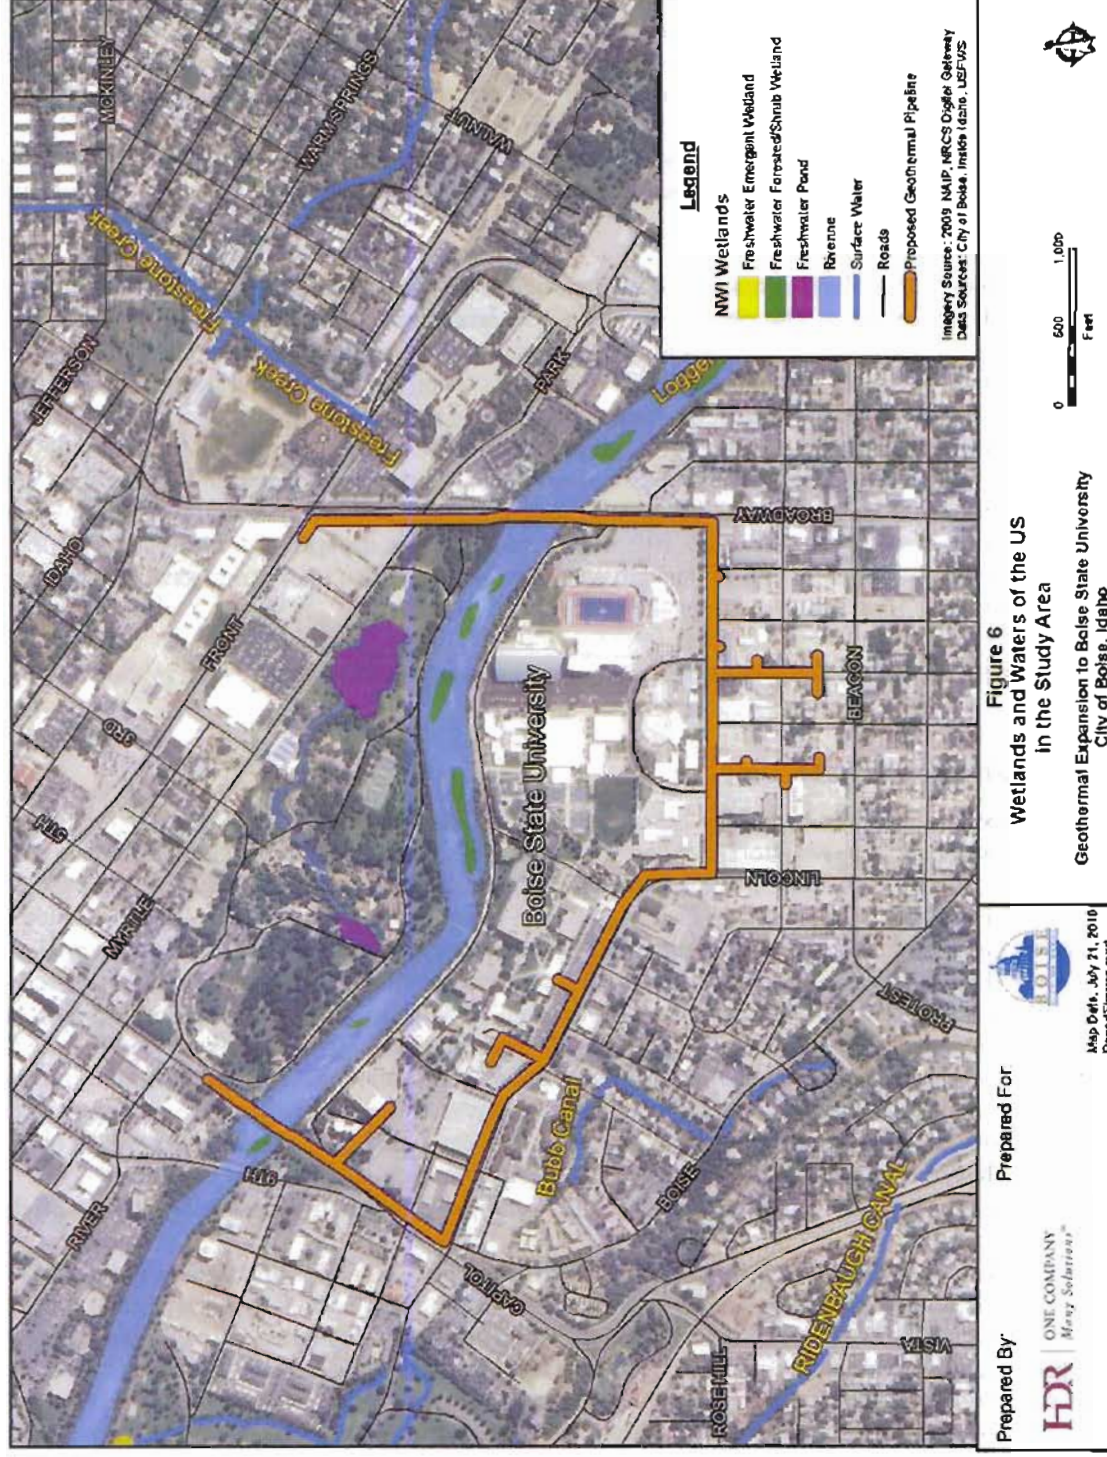 MCKINLEY
WARM SPRINGS
WALNUT
Freestone Creek
JEFFERSON
Freestone Creek
PARK
IDAHO
FRONT
3RD
5TH
MYRTLE
BROADWAY
Boise State University
BEACON
LINCOLN
PROTEST
9TH
RIVER
Bubb Canal
BOISE
CAPITOL
RIDENBAUGH CANAL
VISTA
ROSE HILL
Legend
NWI Wetlands
Freshwater Emergent Wetland
Freshwater Forested/Shrub Wetland
Freshwater Pond
Riverine
Surface Water
Roads
Proposed Geothermal Pipeline
Imagery Source: 2009 NAIP, NRCS Digital Gateway
Data Sources: City of Boise, Inside Idaho, USFWS
0 500 1,000
Feet
Figure 6
Wetlands and Waters of the US
in the Study Area
Geothermal Expansion to Boise State University
City of Boise, Idaho
Prepared By:
HDR
ONE COMPANY
Many Solutions
Prepared For:
BOISE
Map Date: July 21, 2010